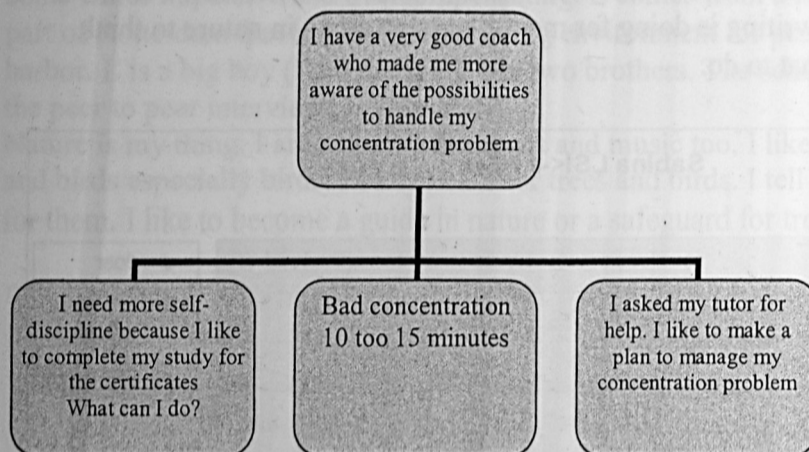 I have a very good coach
who made me more
aware of the possibilities
to handle my
concentration problem
I need more self-
discipline because I like
to complete my study for
the certificates
What can I do?
Bad concentration
10 too 15 minutes
I asked my tutor for
help. I like to make a
plan to manage my
concentration problem